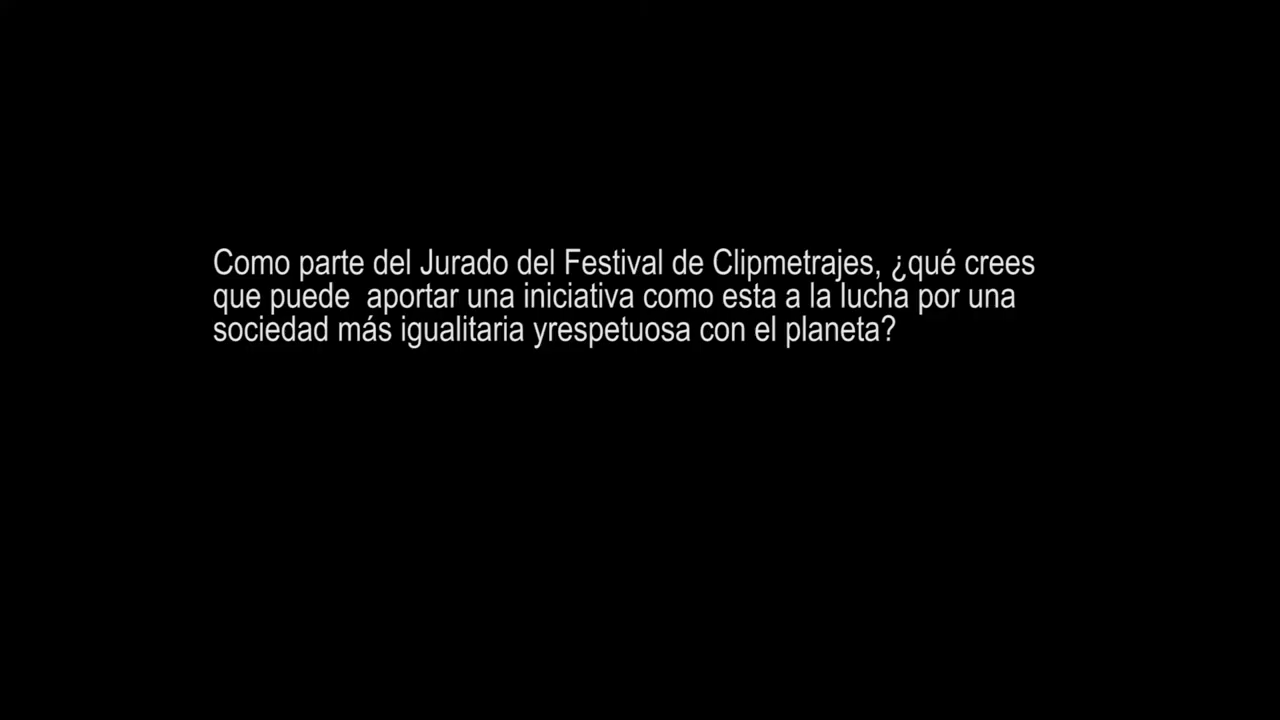 Como parte del Jurado del Festival de Clipmetrajes, ¿qué crees
que puede  aportar una iniciativa como esta a la lucha por una
sociedad más igualitaria yrespetuosa con el planeta?